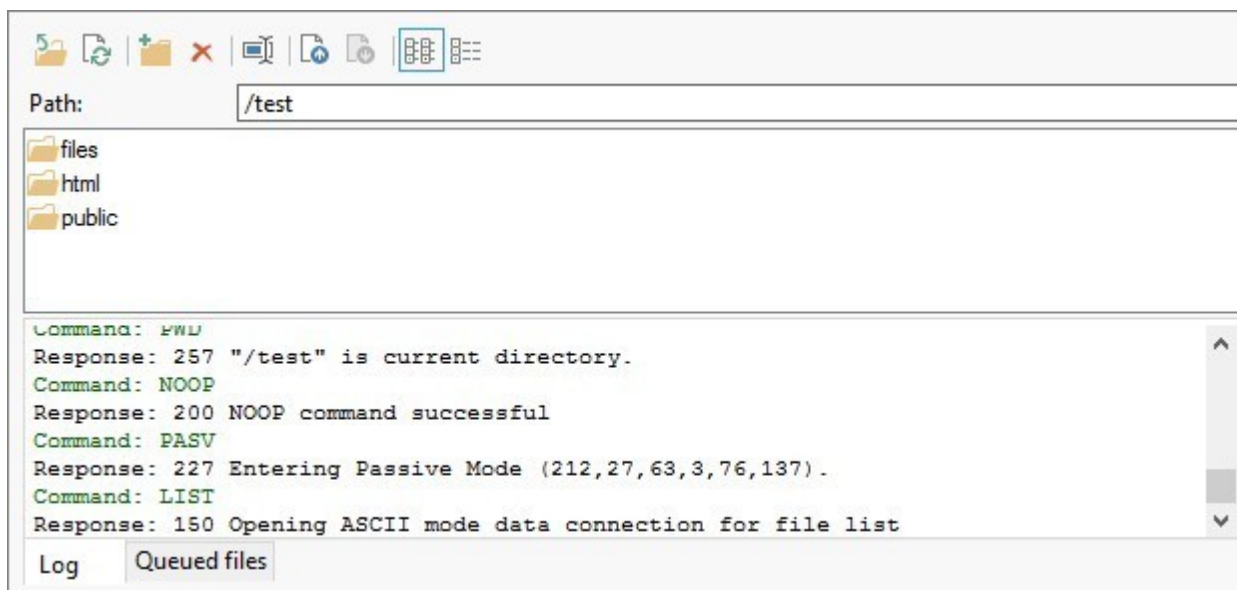 Path: /test
files
html
public
Command: PWD
Response: 257 "/test" is current directory.
Command: NOOP
Response: 200 NOOP command successful
Command: PASV
Response: 227 Entering Passive Mode (212,27,63,3,76,137).
Command: LIST
Response: 150 Opening ASCII mode data connection for file list
Log Queued files